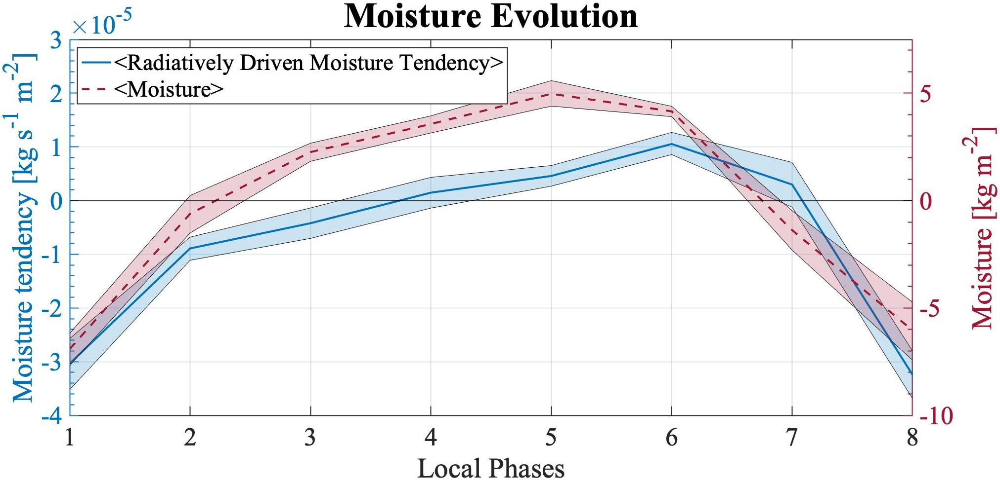 Moisture Evolution
×10^-5
3
2
1
0
-1
-2
-3
-4
Moisture tendency [kg s^-1 m^-2]
<Radiatively Driven Moisture Tendency>
<Moisture>
5
0
-5
-10
Moisture [kg m^-2]
1 2 3 4 5 6 7 8
Local Phases